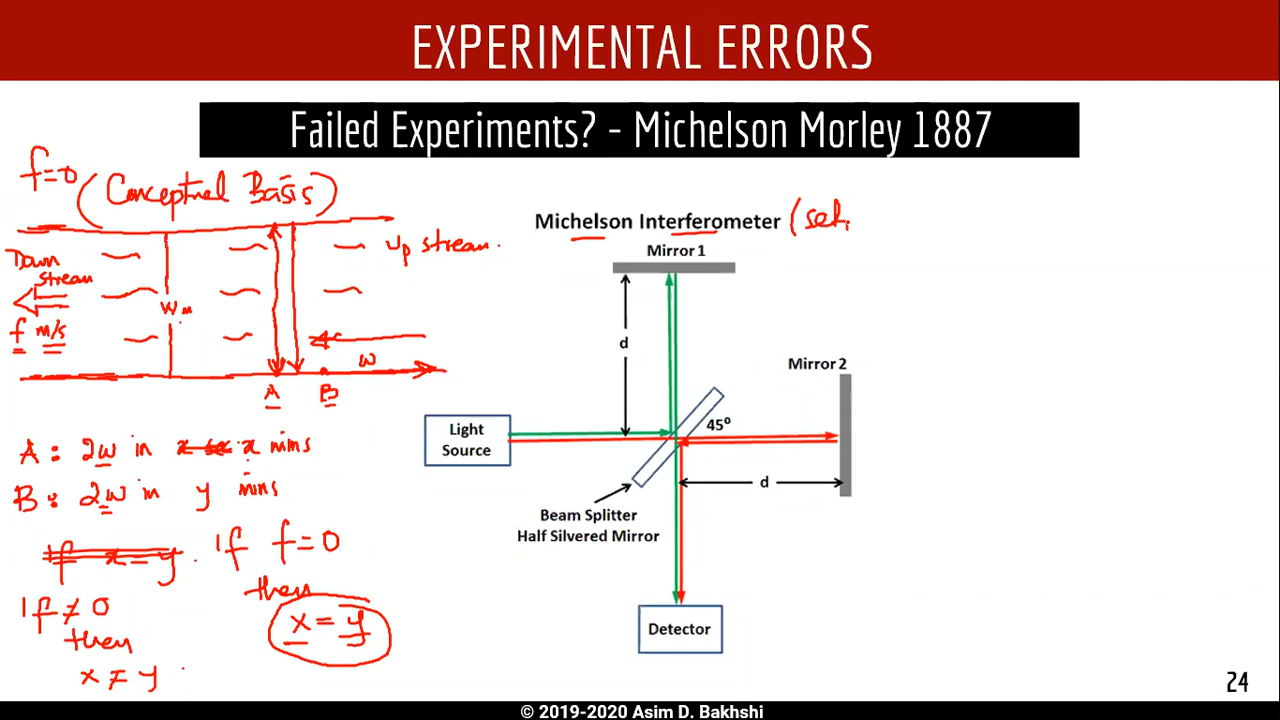 EXPERIMENTAL ERRORS
Failed Experiments? - Michelson Morley 1887
f=0
(Conceptual Basis)
Up stream.
Down
stream
f m/s
W m
W
A
B
A : 2w in x mins
B : 2w in y mins
If x = y
If f=0
then
x = y
If ≠ 0
then
x ≠ y
Michelson Interferometer (set
Mirror 1
d
Mirror 2
Light
Source
45°
d
Beam Splitter
Half Silvered Mirror
Detector
24
© 2019-2020 Asim D. Bakhshi